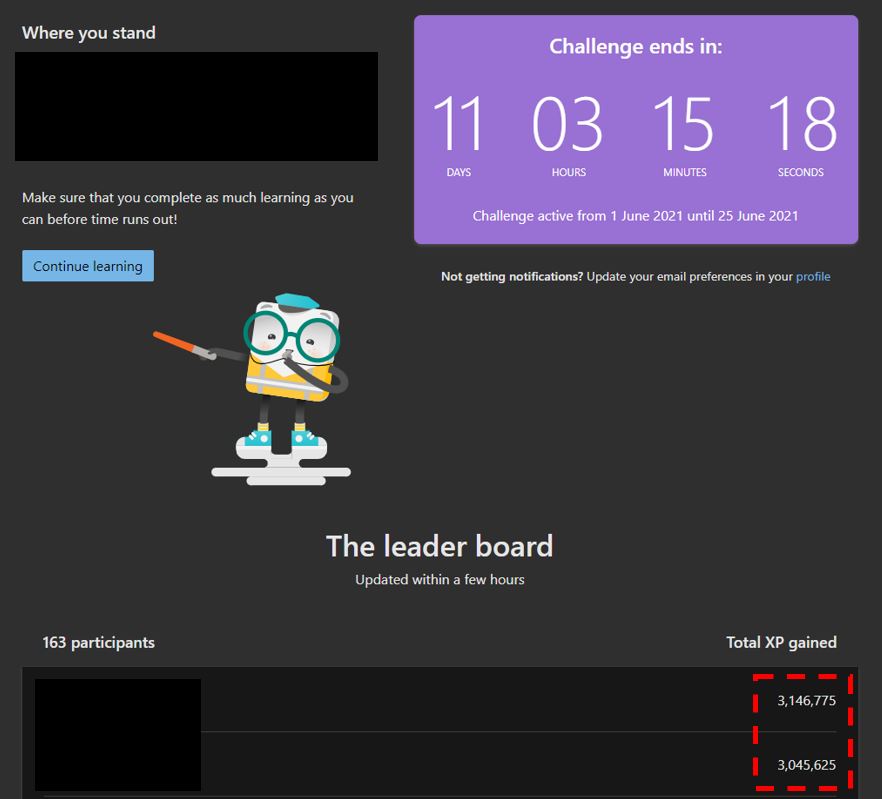 Where you stand
Make sure that you complete as much learning as you
can before time runs out!
Continue learning
Challenge ends in:
11 03 15 18
DAYS HOURS MINUTES SECONDS
Challenge active from 1 June 2021 until 25 June 2021
Not getting notifications? Update your email preferences in your profile
The leader board
Updated within a few hours
163 participants Total XP gained
3,146,775
3,045,625